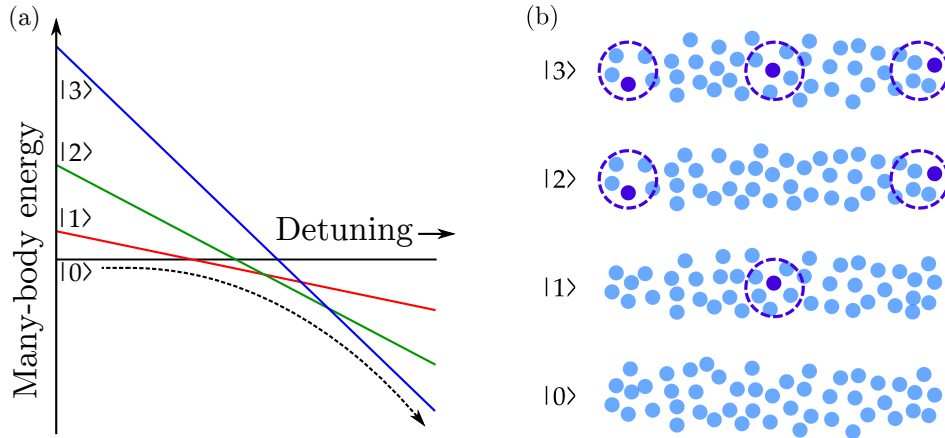 (a)
Many-body energy
|3⟩
|2⟩
|1⟩
|0⟩
Detuning
(b)
|3⟩
|2⟩
|1⟩
|0⟩